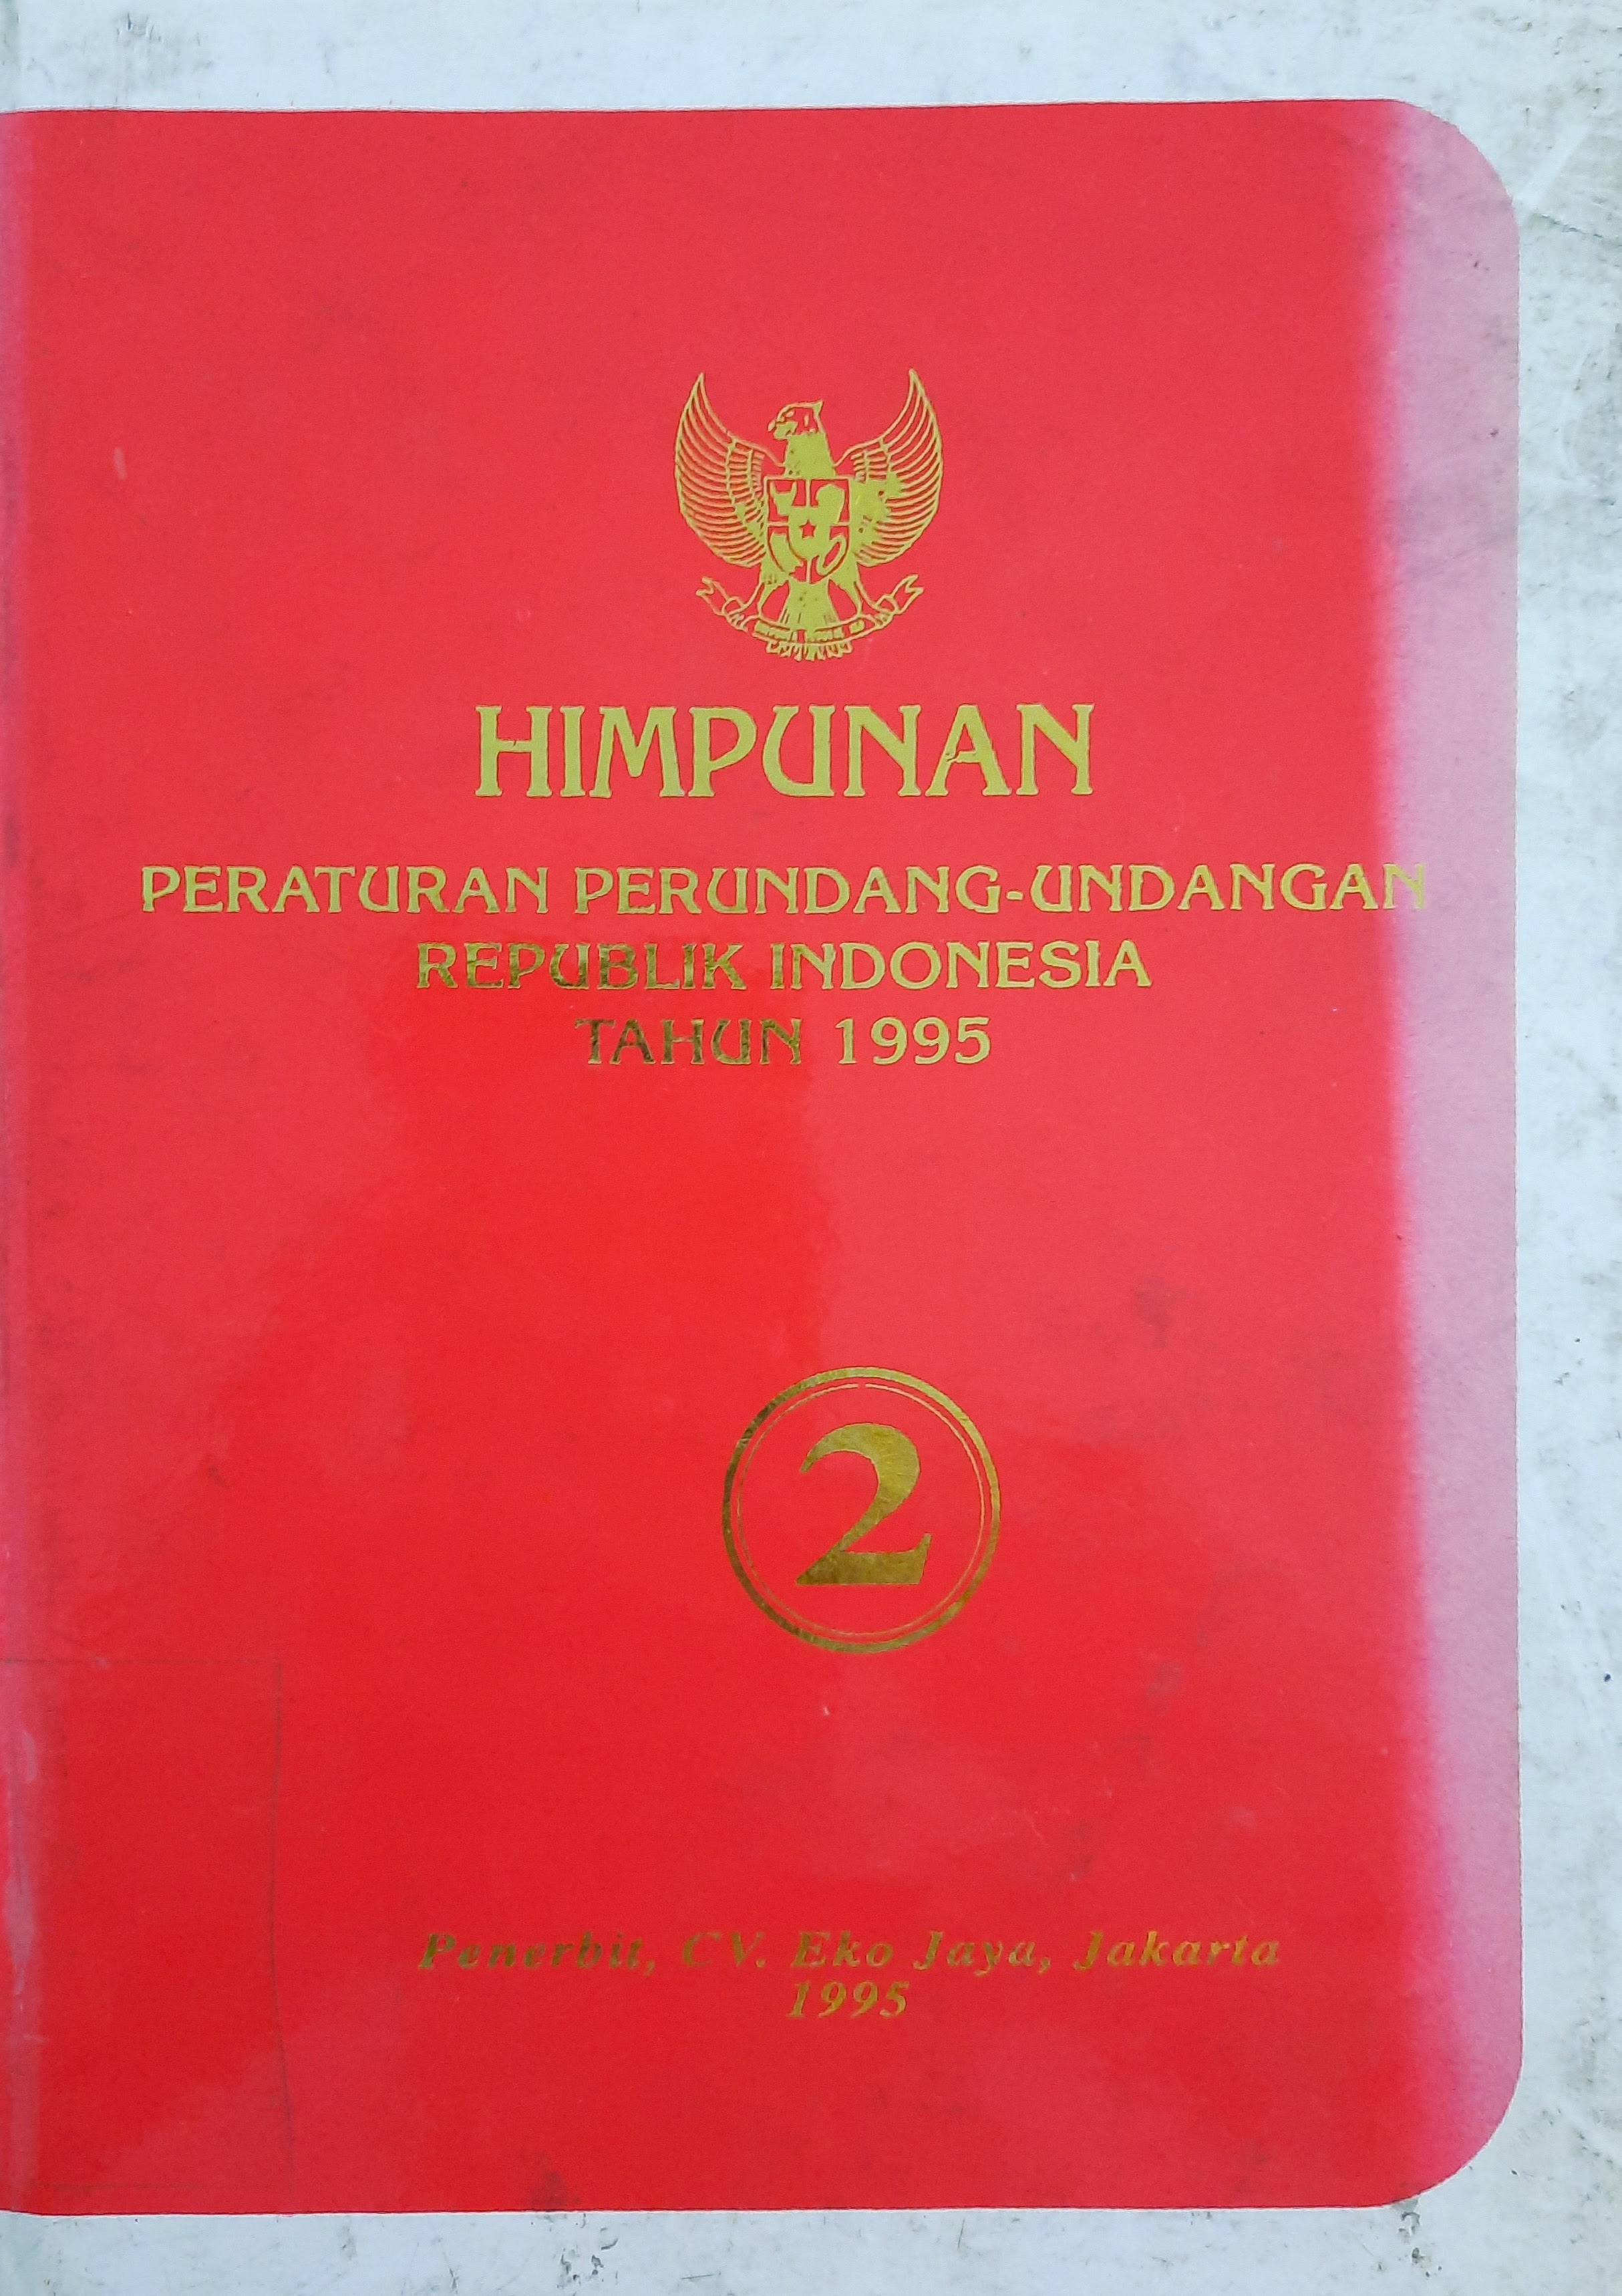 HIMPUNAN
PERATURAN PERUNDANG-UNDANGAN
REPUBLIK INDONESIA
TAHUN 1995
2
Penerbit, CV. Eko Jaya, Jakarta
1995